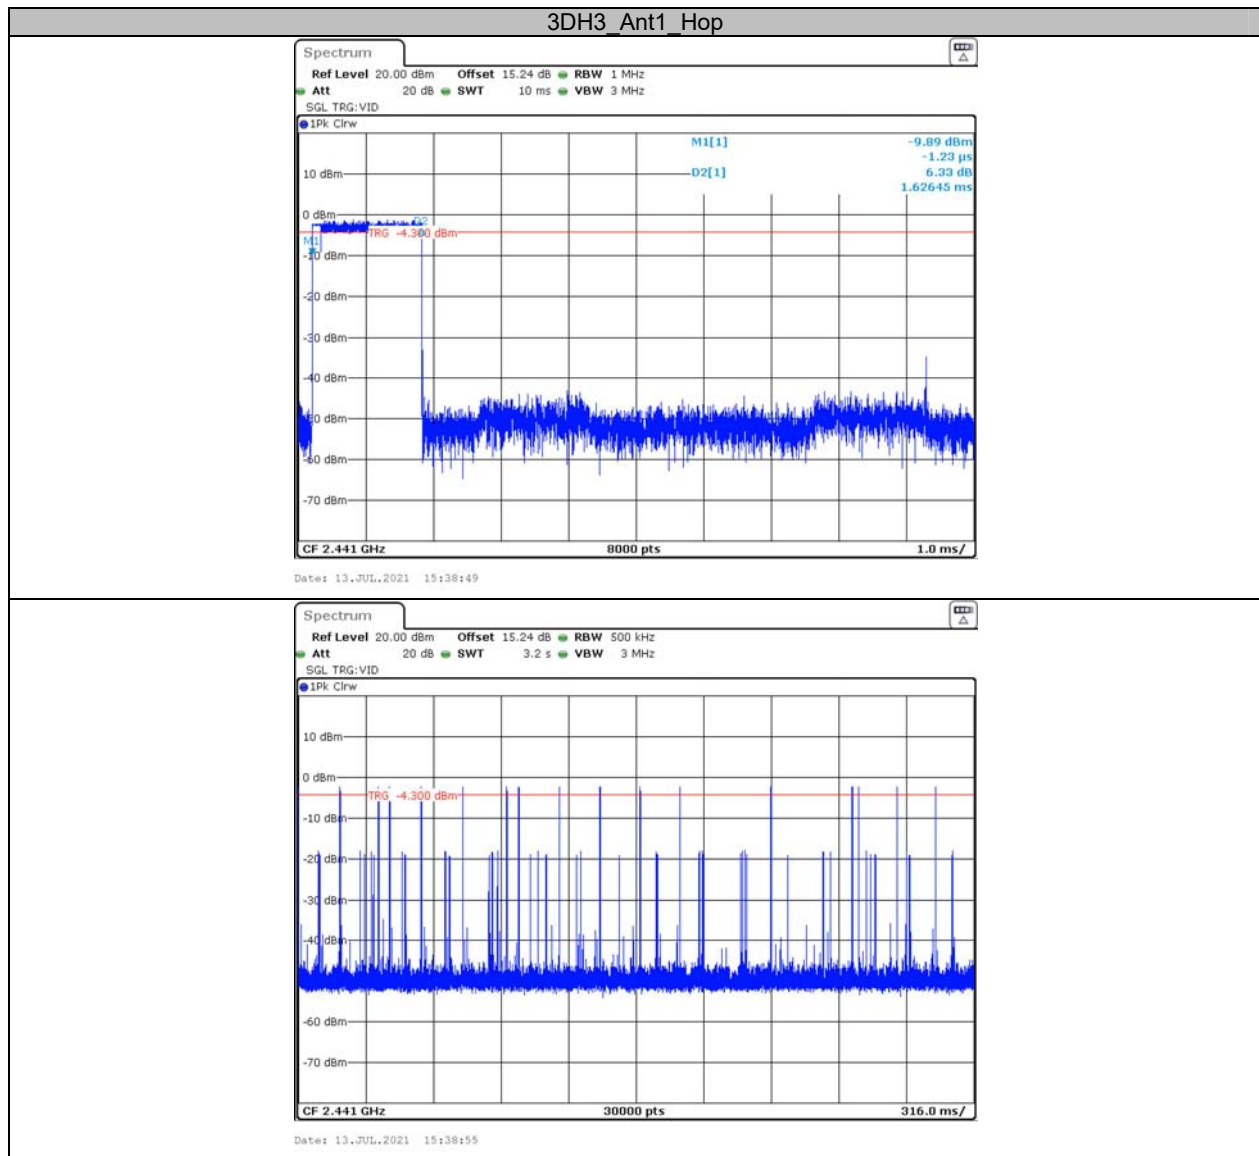 3DH3_Ant1_Hop
Spectrum
Ref Level 20.00 dBm Offset 15.24 dB RBW 1 MHz
Att 20 dB SWT 10 ms VBW 3 MHz
SGL TRG:VID
1Pk Clrw
M1[1] -9.89 dBm
-1.23 µs
10 dBm D2[1] 6.33 dB
1.62645 ms
0 dBm
D2
TRG -4.300 dBm
M1
-10 dBm
-20 dBm
-30 dBm
-40 dBm
-60 dBm
-70 dBm
CF 2.441 GHz 8000 pts 1.0 ms/
Date: 13.JUL.2021 15:38:49
Spectrum
Ref Level 20.00 dBm Offset 15.24 dB RBW 500 kHz
Att 20 dB SWT 3.2 s VBW 3 MHz
SGL TRG:VID
1Pk Clrw
10 dBm
0 dBm
TRG -4.300 dBm
-10 dBm
-20 dBm
-30 dBm
-40 dBm
-60 dBm
-70 dBm
CF 2.441 GHz 30000 pts 316.0 ms/
Date: 13.JUL.2021 15:38:55